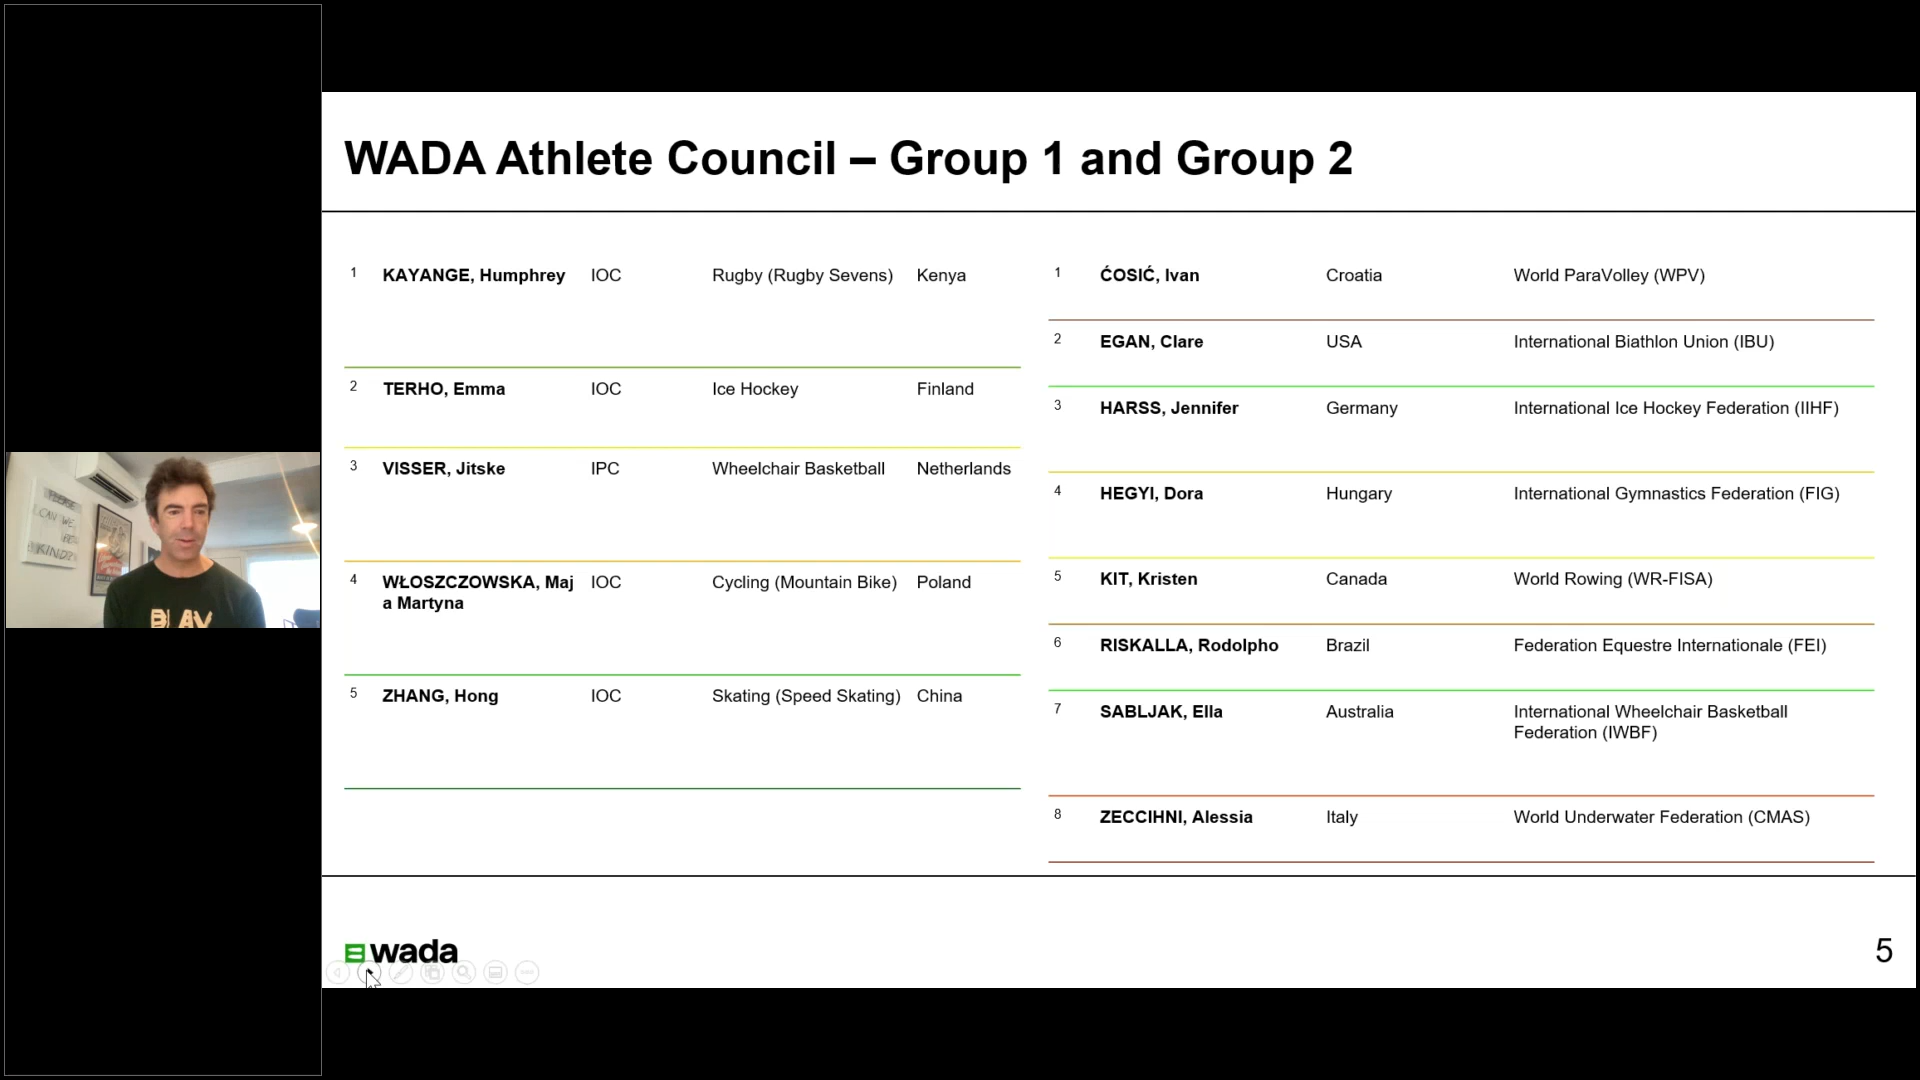 WADA Athlete Council – Group 1 and Group 2
1 KAYANGE, Humphrey IOC Rugby (Rugby Sevens) Kenya
2 TERHO, Emma IOC Ice Hockey Finland
3 VISSER, Jitske IPC Wheelchair Basketball Netherlands
4 WŁOSZCZOWSKA, Maj IOC Cycling (Mountain Bike) Poland
a Martyna
5 ZHANG, Hong IOC Skating (Speed Skating) China
1 ĆOSIĆ, Ivan Croatia World ParaVolley (WPV)
2 EGAN, Clare USA International Biathlon Union (IBU)
3 HARSS, Jennifer Germany International Ice Hockey Federation (IIHF)
4 HEGYI, Dora Hungary International Gymnastics Federation (FIG)
5 KIT, Kristen Canada World Rowing (WR-FISA)
6 RISKALLA, Rodolpho Brazil Federation Equestre Internationale (FEI)
7 SABLJAK, Ella Australia International Wheelchair Basketball
Federation (IWBF)
8 ZECCIHNI, Alessia Italy World Underwater Federation (CMAS)
wada
5
CAN WE
KIND?